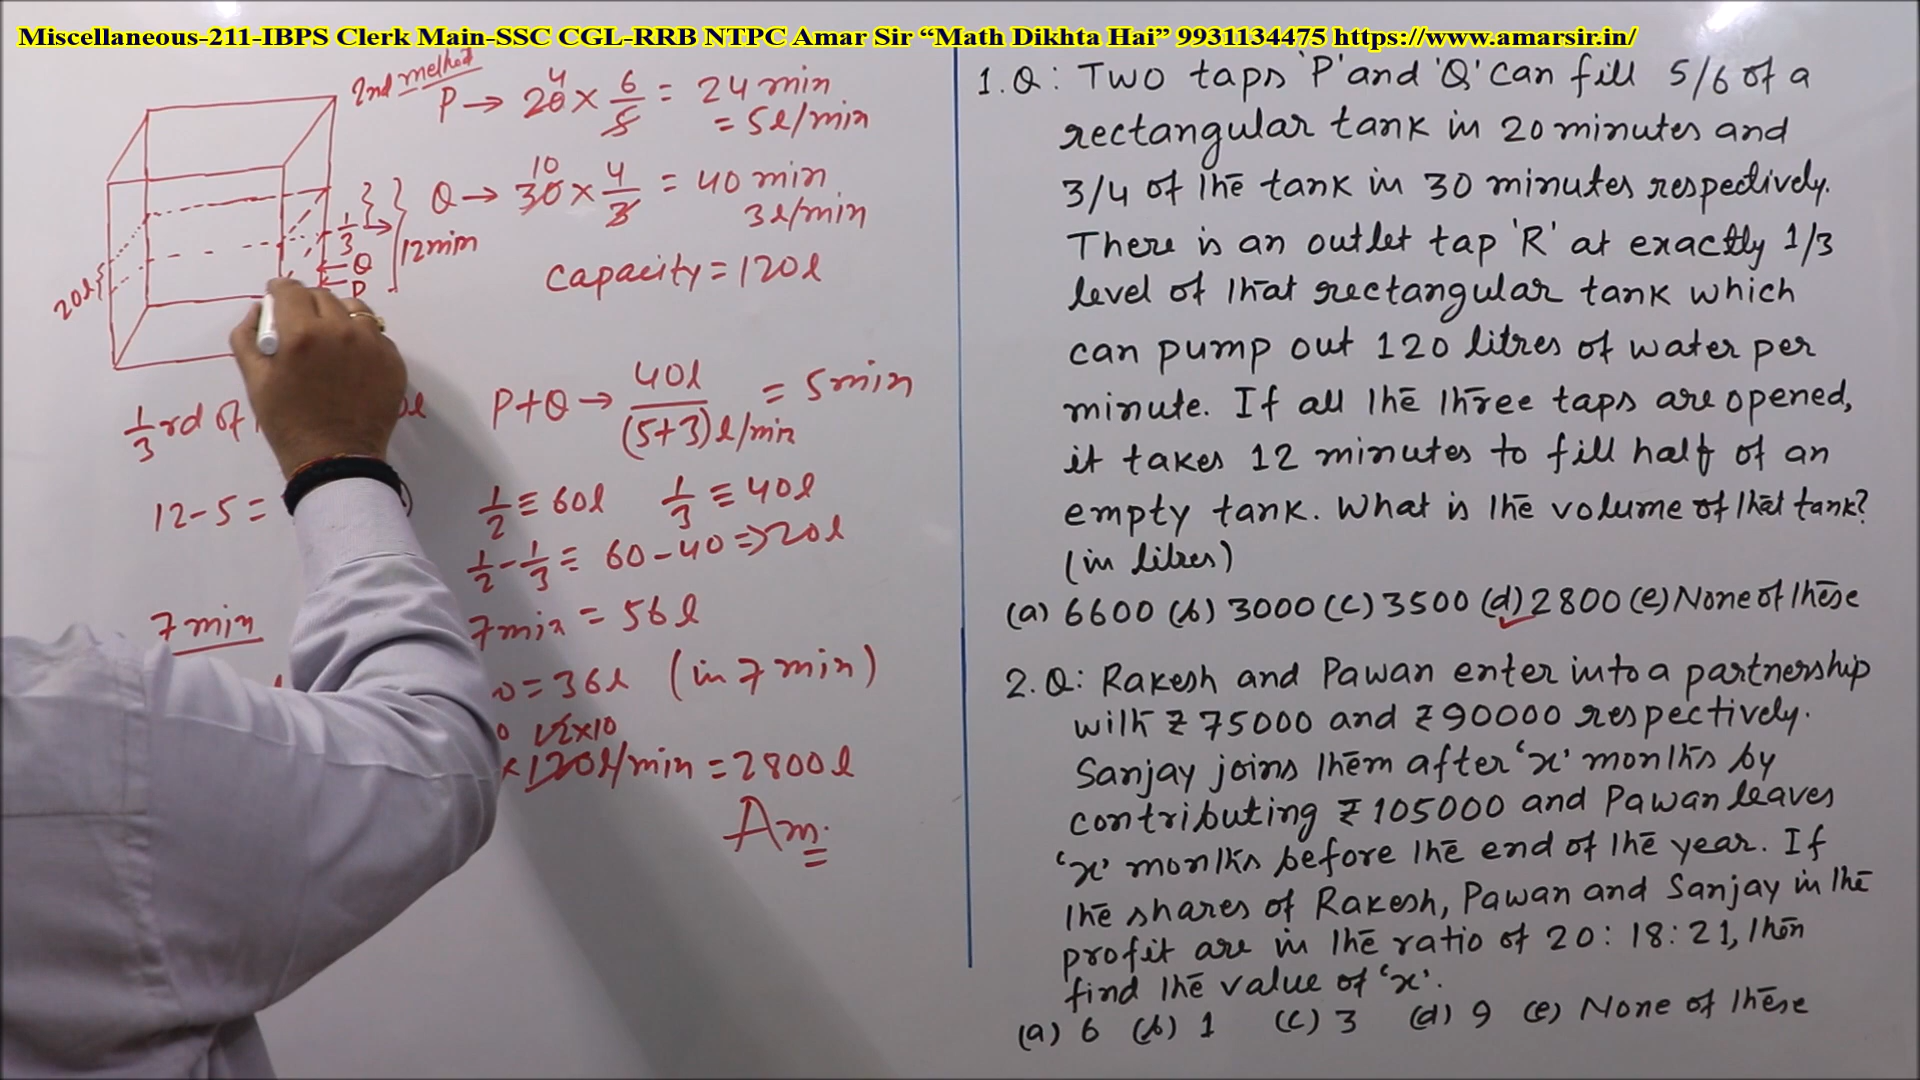 Miscellaneous-211-IBPS Clerk Main-SSC CGL-RRB NTPC Amar Sir “Math Dikhta Hai” 9931134475 https://www.amarsir.in/
2nd method
P → 20 × 6/5 = 24 min
4
= 5l/min
Q → 30 × 4/3 = 40 min
10
3l/min
1/3
12min
Q
P
20l
Capacity = 120l
1/3 rd of
P+Q → 40l/(5+3)l/min = 5min
12-5=
1/2 ≡ 60l 1/3 ≡ 40l
1/2 - 1/3 ≡ 60-40 => 20l
7 min
7min = 56l
= 36l (in 7 min)
12×10
× 120l/min = 2800l
Ans.
1. Q: Two taps 'P' and 'Q' can fill 5/6 of a
rectangular tank in 20 minutes and
3/4 of the tank in 30 minutes respectively.
There is an outlet tap 'R' at exactly 1/3
level of that rectangular tank which
can pump out 120 litres of water per
minute. If all the three taps are opened,
it takes 12 minutes to fill half of an
empty tank. What is the volume of that tank?
(in litres)
(a) 6600 (b) 3000 (c) 3500 (d) 2800 (e) None of these
2. Q: Rakesh and Pawan enter into a partnership
with ₹ 75000 and ₹ 90000 respectively.
Sanjay joins them after 'x' months by
contributing ₹ 105000 and Pawan leaves
'x' months before the end of the year. If
the shares of Rakesh, Pawan and Sanjay in the
profit are in the ratio of 20 : 18 : 21, then
find the value of 'x'.
(a) 6 (b) 1 (c) 3 (d) 9 (e) None of these